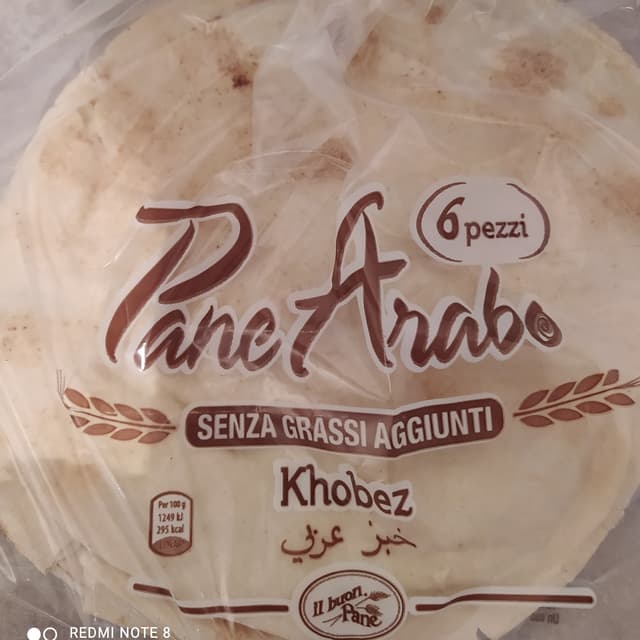 6 pezzi
Pane Arabo
SENZA GRASSI AGGIUNTI
Khobez
خبز عربي
Per 100 g
1249 kJ
295 kcal
Il buon
Pane
REDMI NOTE 8